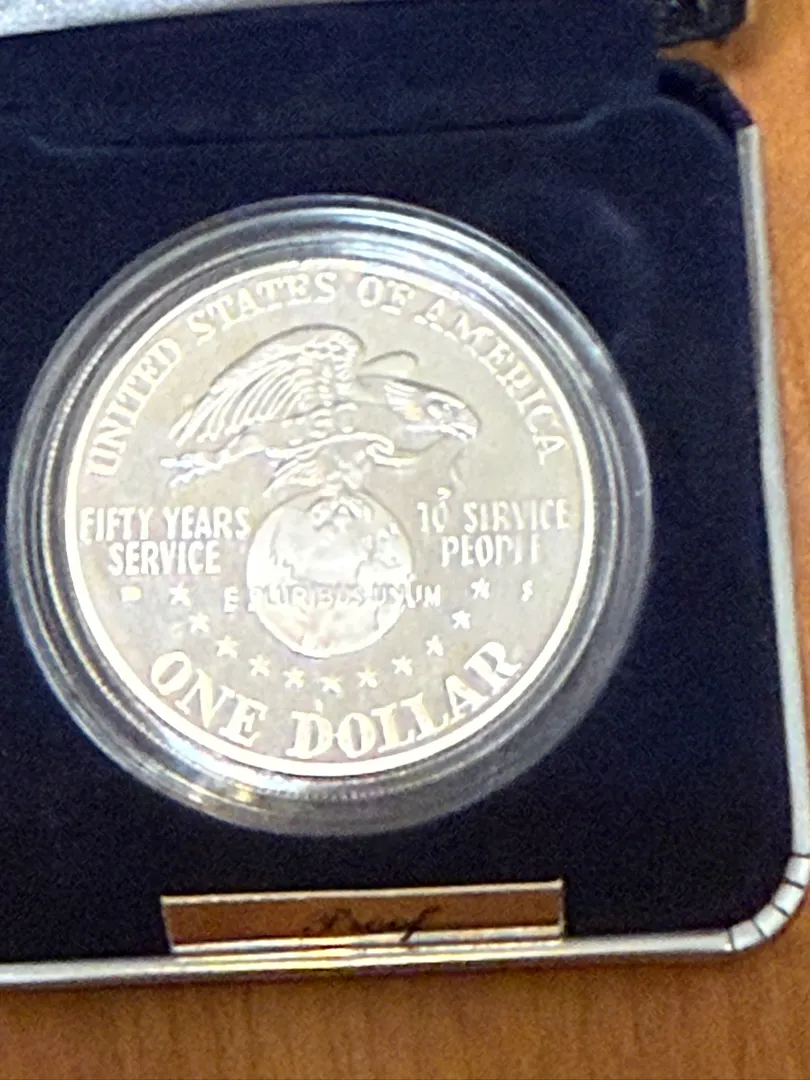 UNITED STATES OF AMERICA
FIFTY YEARS
SERVICE
TO SERVICE
PEOPLE
E PLURIBUS UNUM
S
ONE DOLLAR
Proof